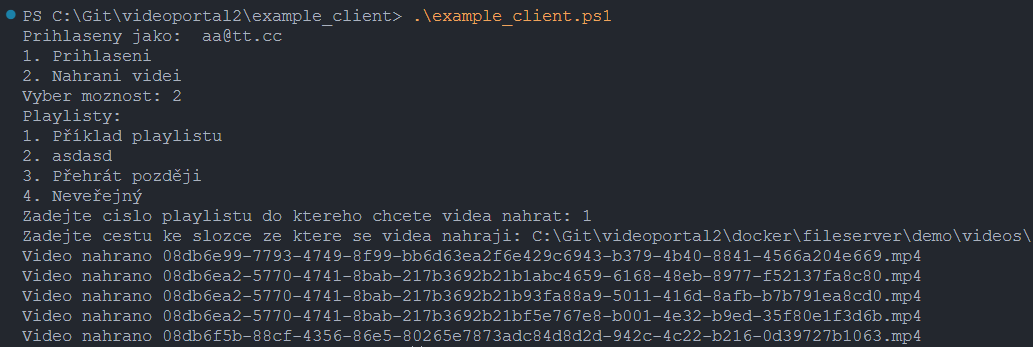 PS C:\Git\videoportal2\example_client> .\example_client.ps1
Prihlaseny jako:  aa@tt.cc
1. Prihlaseni
2. Nahrani videi
Vyber moznost: 2
Playlisty:
1. Příklad playlistu
2. asdasd
3. Přehrát později
4. Neveřejný
Zadejte cislo playlistu do ktereho chcete videa nahrat: 1
Zadejte cestu ke slozce ze ktere se videa nahraji: C:\Git\videoportal2\docker\fileserver\demo\videos\
Video nahrano 08db6e99-7793-4749-8f99-bb6d63ea2f6e429c6943-b379-4b40-8841-4566a204e669.mp4
Video nahrano 08db6ea2-5770-4741-8bab-217b3692b21b1abc4659-6168-48eb-8977-f52137fa8c80.mp4
Video nahrano 08db6ea2-5770-4741-8bab-217b3692b21b93fa88a9-5011-416d-8afb-b7b791ea8cd0.mp4
Video nahrano 08db6ea2-5770-4741-8bab-217b3692b21bf5e767e8-b001-4e32-b9ed-35f80e1f3d6b.mp4
Video nahrano 08db6f5b-88cf-4356-86e5-80265e7873adc84d8d2d-942c-4c22-b216-0d39727b1063.mp4